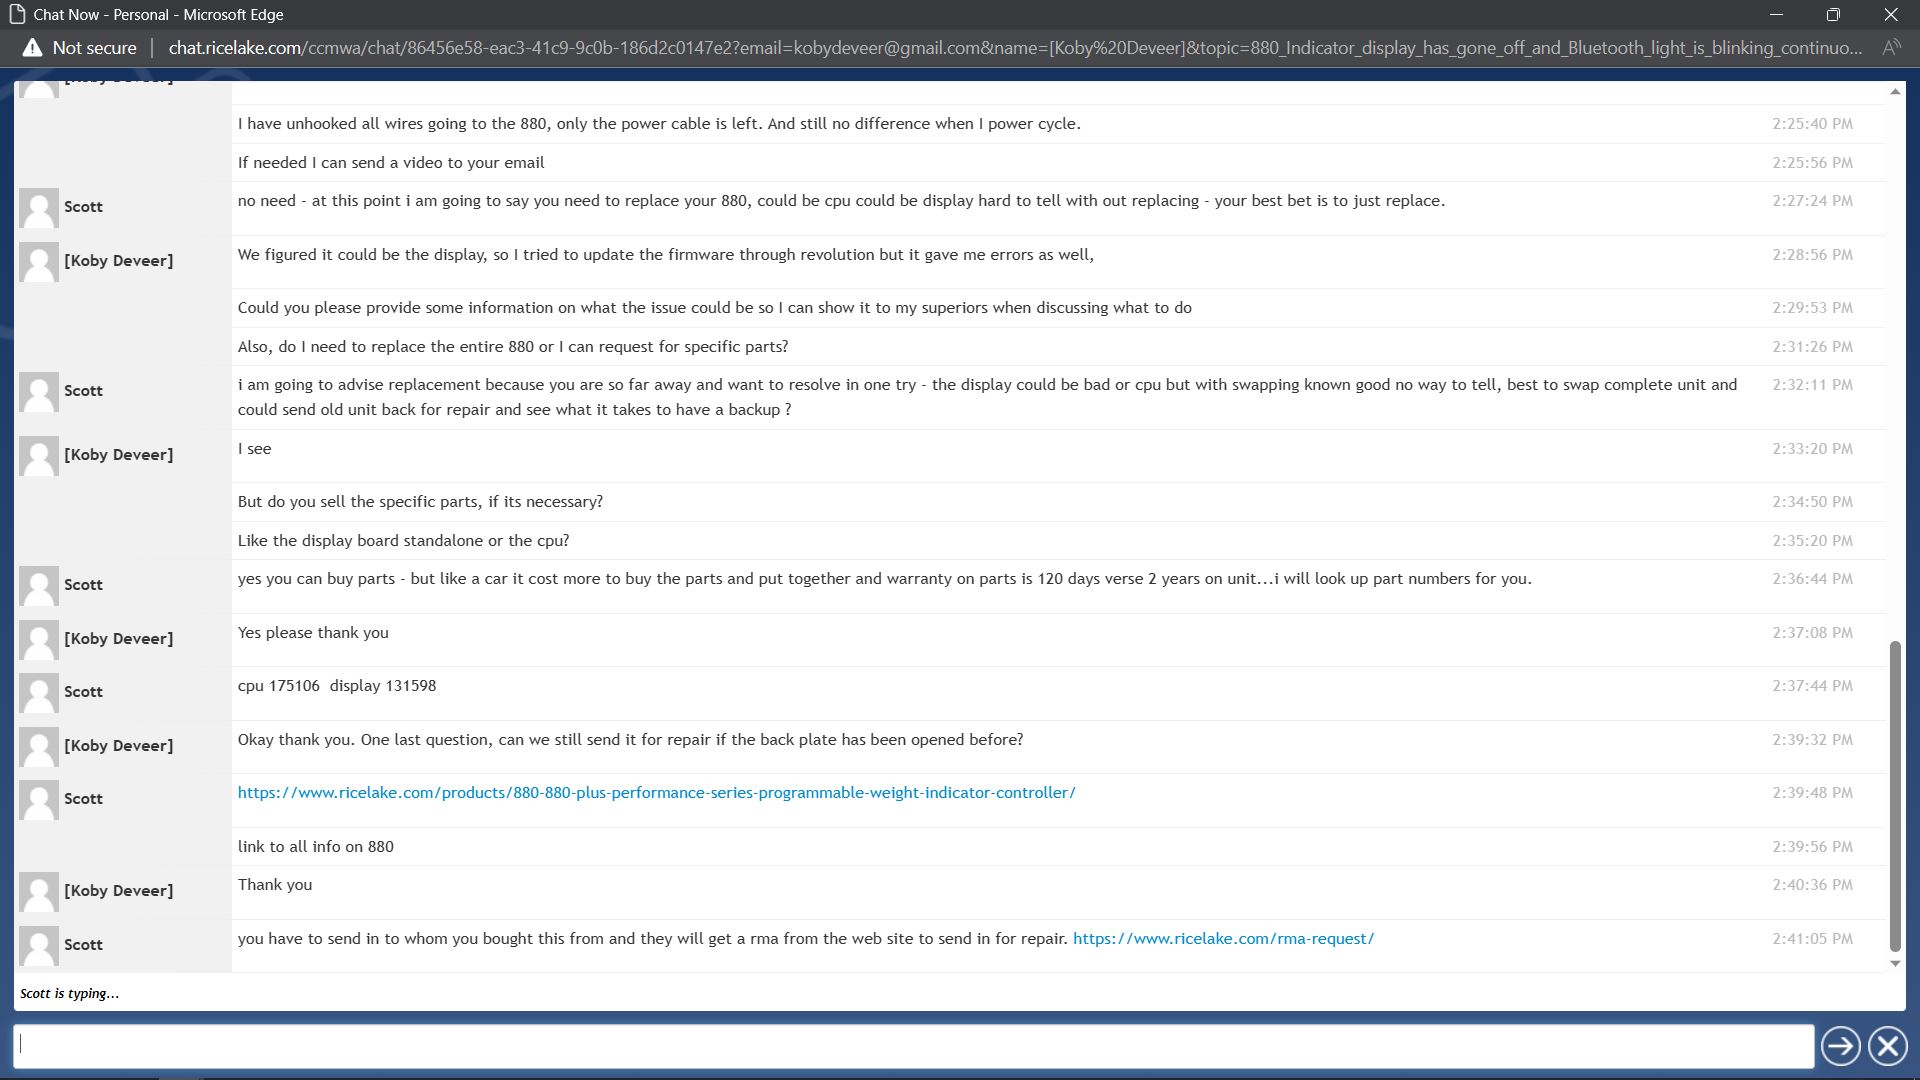 Chat Now - Personal - Microsoft Edge
Not secure | chat.ricelake.com/ccmwa/chat/86456e58-eac3-41c9-9c0b-186d2c0147e2?email=kobydeveer@gmail.com&name=[Koby%20Deveer]&topic=880_Indicator_display_has_gone_off_and_Bluetooth_light_is_blinking_continuo...
[Koby Deveer]
I have unhooked all wires going to the 880, only the power cable is left. And still no difference when I power cycle. 2:25:40 PM
If needed I can send a video to your email 2:25:56 PM
Scott no need - at this point i am going to say you need to replace your 880, could be cpu could be display hard to tell with out replacing - your best bet is to just replace. 2:27:24 PM
[Koby Deveer] We figured it could be the display, so I tried to update the firmware through revolution but it gave me errors as well, 2:28:56 PM
Could you please provide some information on what the issue could be so I can show it to my superiors when discussing what to do 2:29:53 PM
Also, do I need to replace the entire 880 or I can request for specific parts? 2:31:26 PM
Scott i am going to advise replacement because you are so far away and want to resolve in one try - the display could be bad or cpu but with swapping known good no way to tell, best to swap complete unit and 2:32:11 PM
could send old unit back for repair and see what it takes to have a backup ?
[Koby Deveer] I see 2:33:20 PM
But do you sell the specific parts, if its necessary? 2:34:50 PM
Like the display board standalone or the cpu? 2:35:20 PM
Scott yes you can buy parts - but like a car it cost more to buy the parts and put together and warranty on parts is 120 days verse 2 years on unit...i will look up part numbers for you. 2:36:44 PM
[Koby Deveer] Yes please thank you 2:37:08 PM
Scott cpu 175106 display 131598 2:37:44 PM
[Koby Deveer] Okay thank you. One last question, can we still send it for repair if the back plate has been opened before? 2:39:32 PM
Scott https://www.ricelake.com/products/880-880-plus-performance-series-programmable-weight-indicator-controller/ 2:39:48 PM
link to all info on 880 2:39:56 PM
[Koby Deveer] Thank you 2:40:36 PM
Scott you have to send in to whom you bought this from and they will get a rma from the web site to send in for repair. https://www.ricelake.com/rma-request/ 2:41:05 PM
Scott is typing...